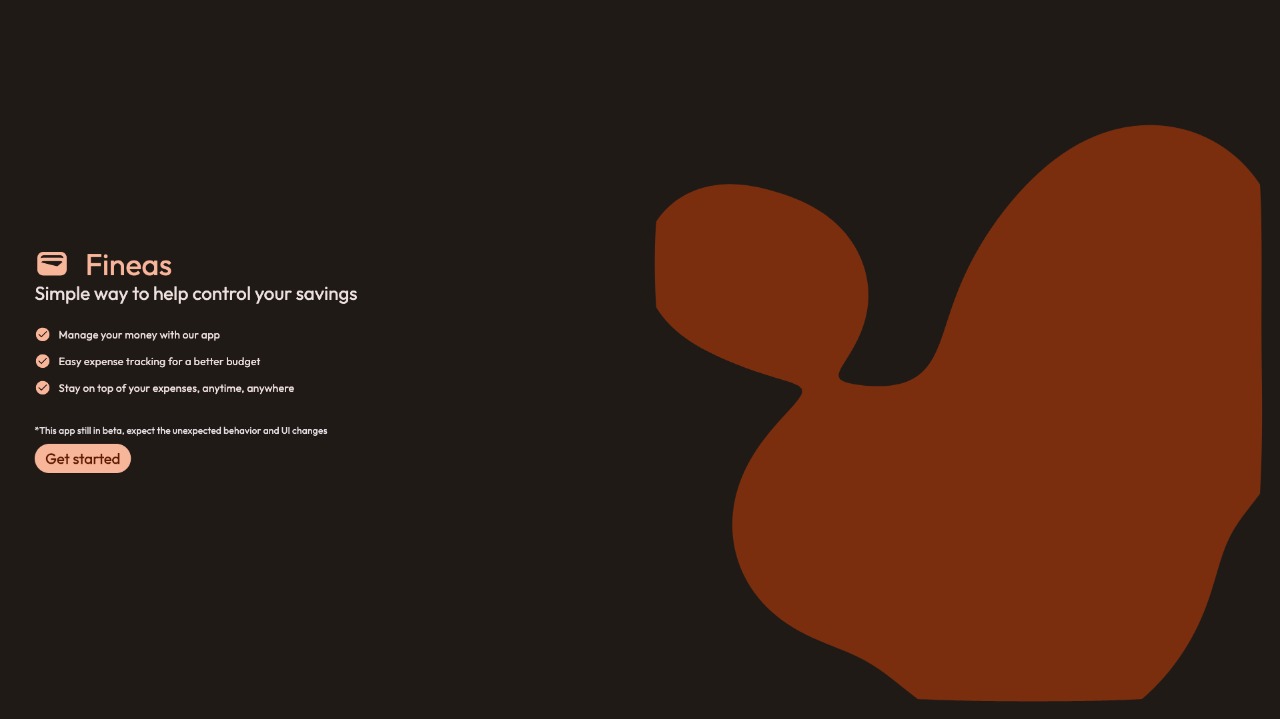 Fineas
Simple way to help control your savings
Manage your money with our app
Easy expense tracking for a better budget
Stay on top of your expenses, anytime, anywhere
*This app still in beta, expect the unexpected behavior and UI changes
Get started